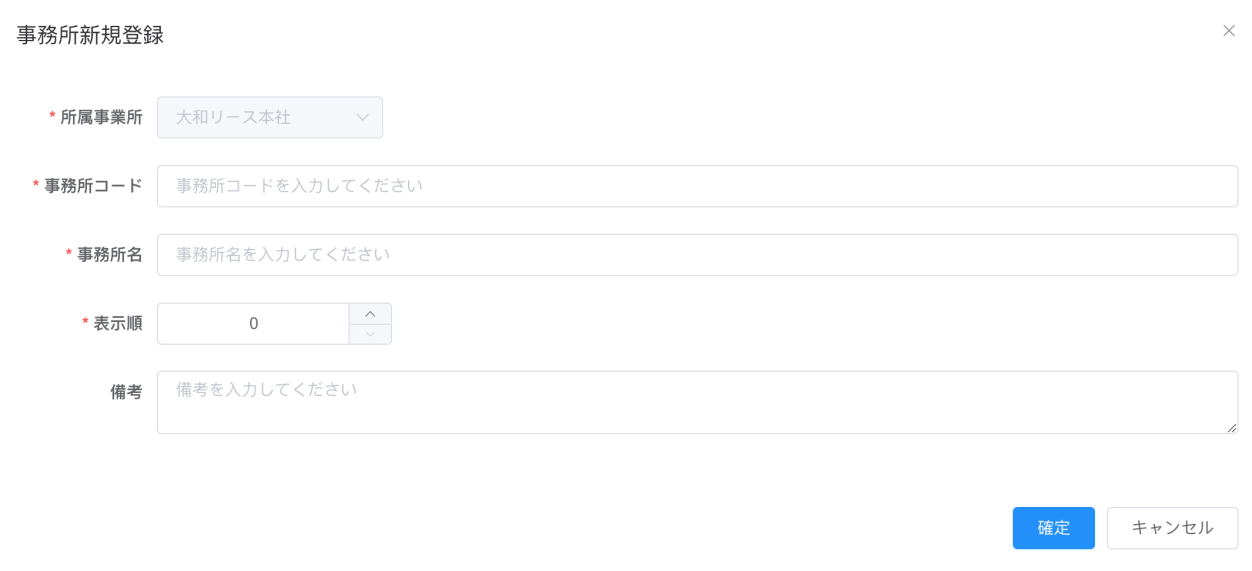 事務所新規登録
* 所属事業所 大和リース本社
* 事務所コード 事務所コードを入力してください
* 事務所名 事務所名を入力してください
* 表示順 0
備考 備考を入力してください
確定 キャンセル